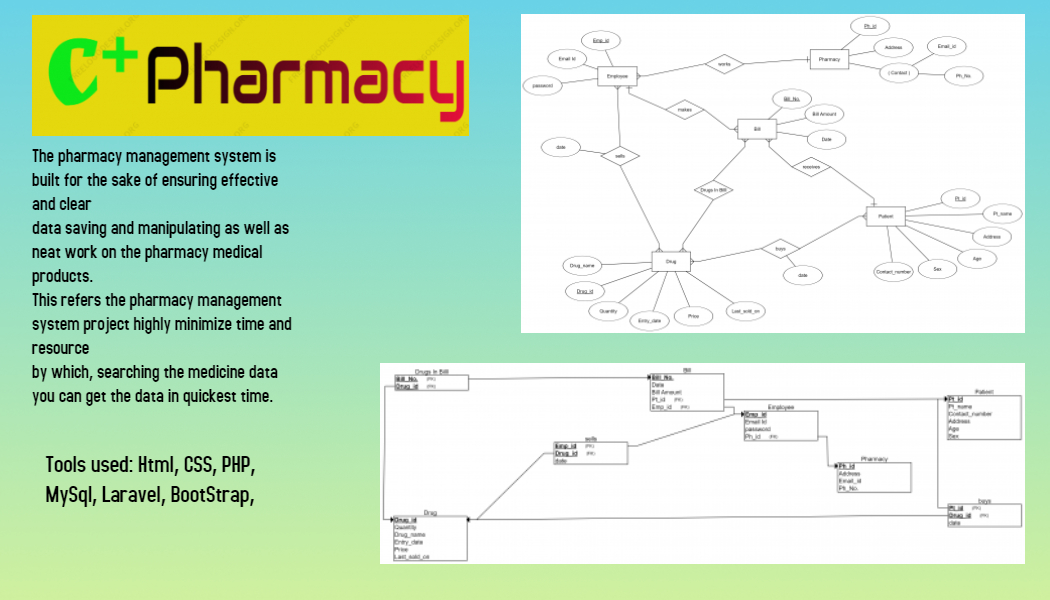 C+ Pharmacy
The pharmacy management system is
built for the sake of ensuring effective
and clear
data saving and manipulating as well as
neat work on the pharmacy medical
products.
This refers the pharmacy management
system project highly minimize time and
resource
by which, searching the medicine data
you can get the data in quickest time.
Tools used: Html, CSS, PHP,
MySql, Laravel, BootStrap,
Ph_id
Emp_id
Address
Email_id
Email Id
works
Pharmacy
( Contact )
Ph_No.
Employee
password
Bill_No.
makes
Bill Amount
Bill
Date
date
sells
receives
Drugs In Bill
Pt_id
Pt_name
Patient
Address
buys
Age
Drug_name
Drug
Contact_number
Sex
date
Drug_id
Quantity
Entry_date
Price
Last_sold_on
Drugs In Bill
Bill_No. (FK)
Drug_id (FK)
Bill
Bill_No.
Date
Bill Amount
Pt_id (FK)
Emp_id (FK)
Employee
Emp_id
Email Id
password
Ph_id (FK)
Patient
Pt_id
Pt_name
Contact_number
Address
Age
Sex
sells
Emp_id (FK)
Drug_id (FK)
date
Pharmacy
Ph_id
Address
Email_id
Ph_No.
buys
Pt_id (FK)
Drug_id (FK)
date
Drug
Drug_id
Quantity
Drug_name
Entry_date
Price
Last_sold_on